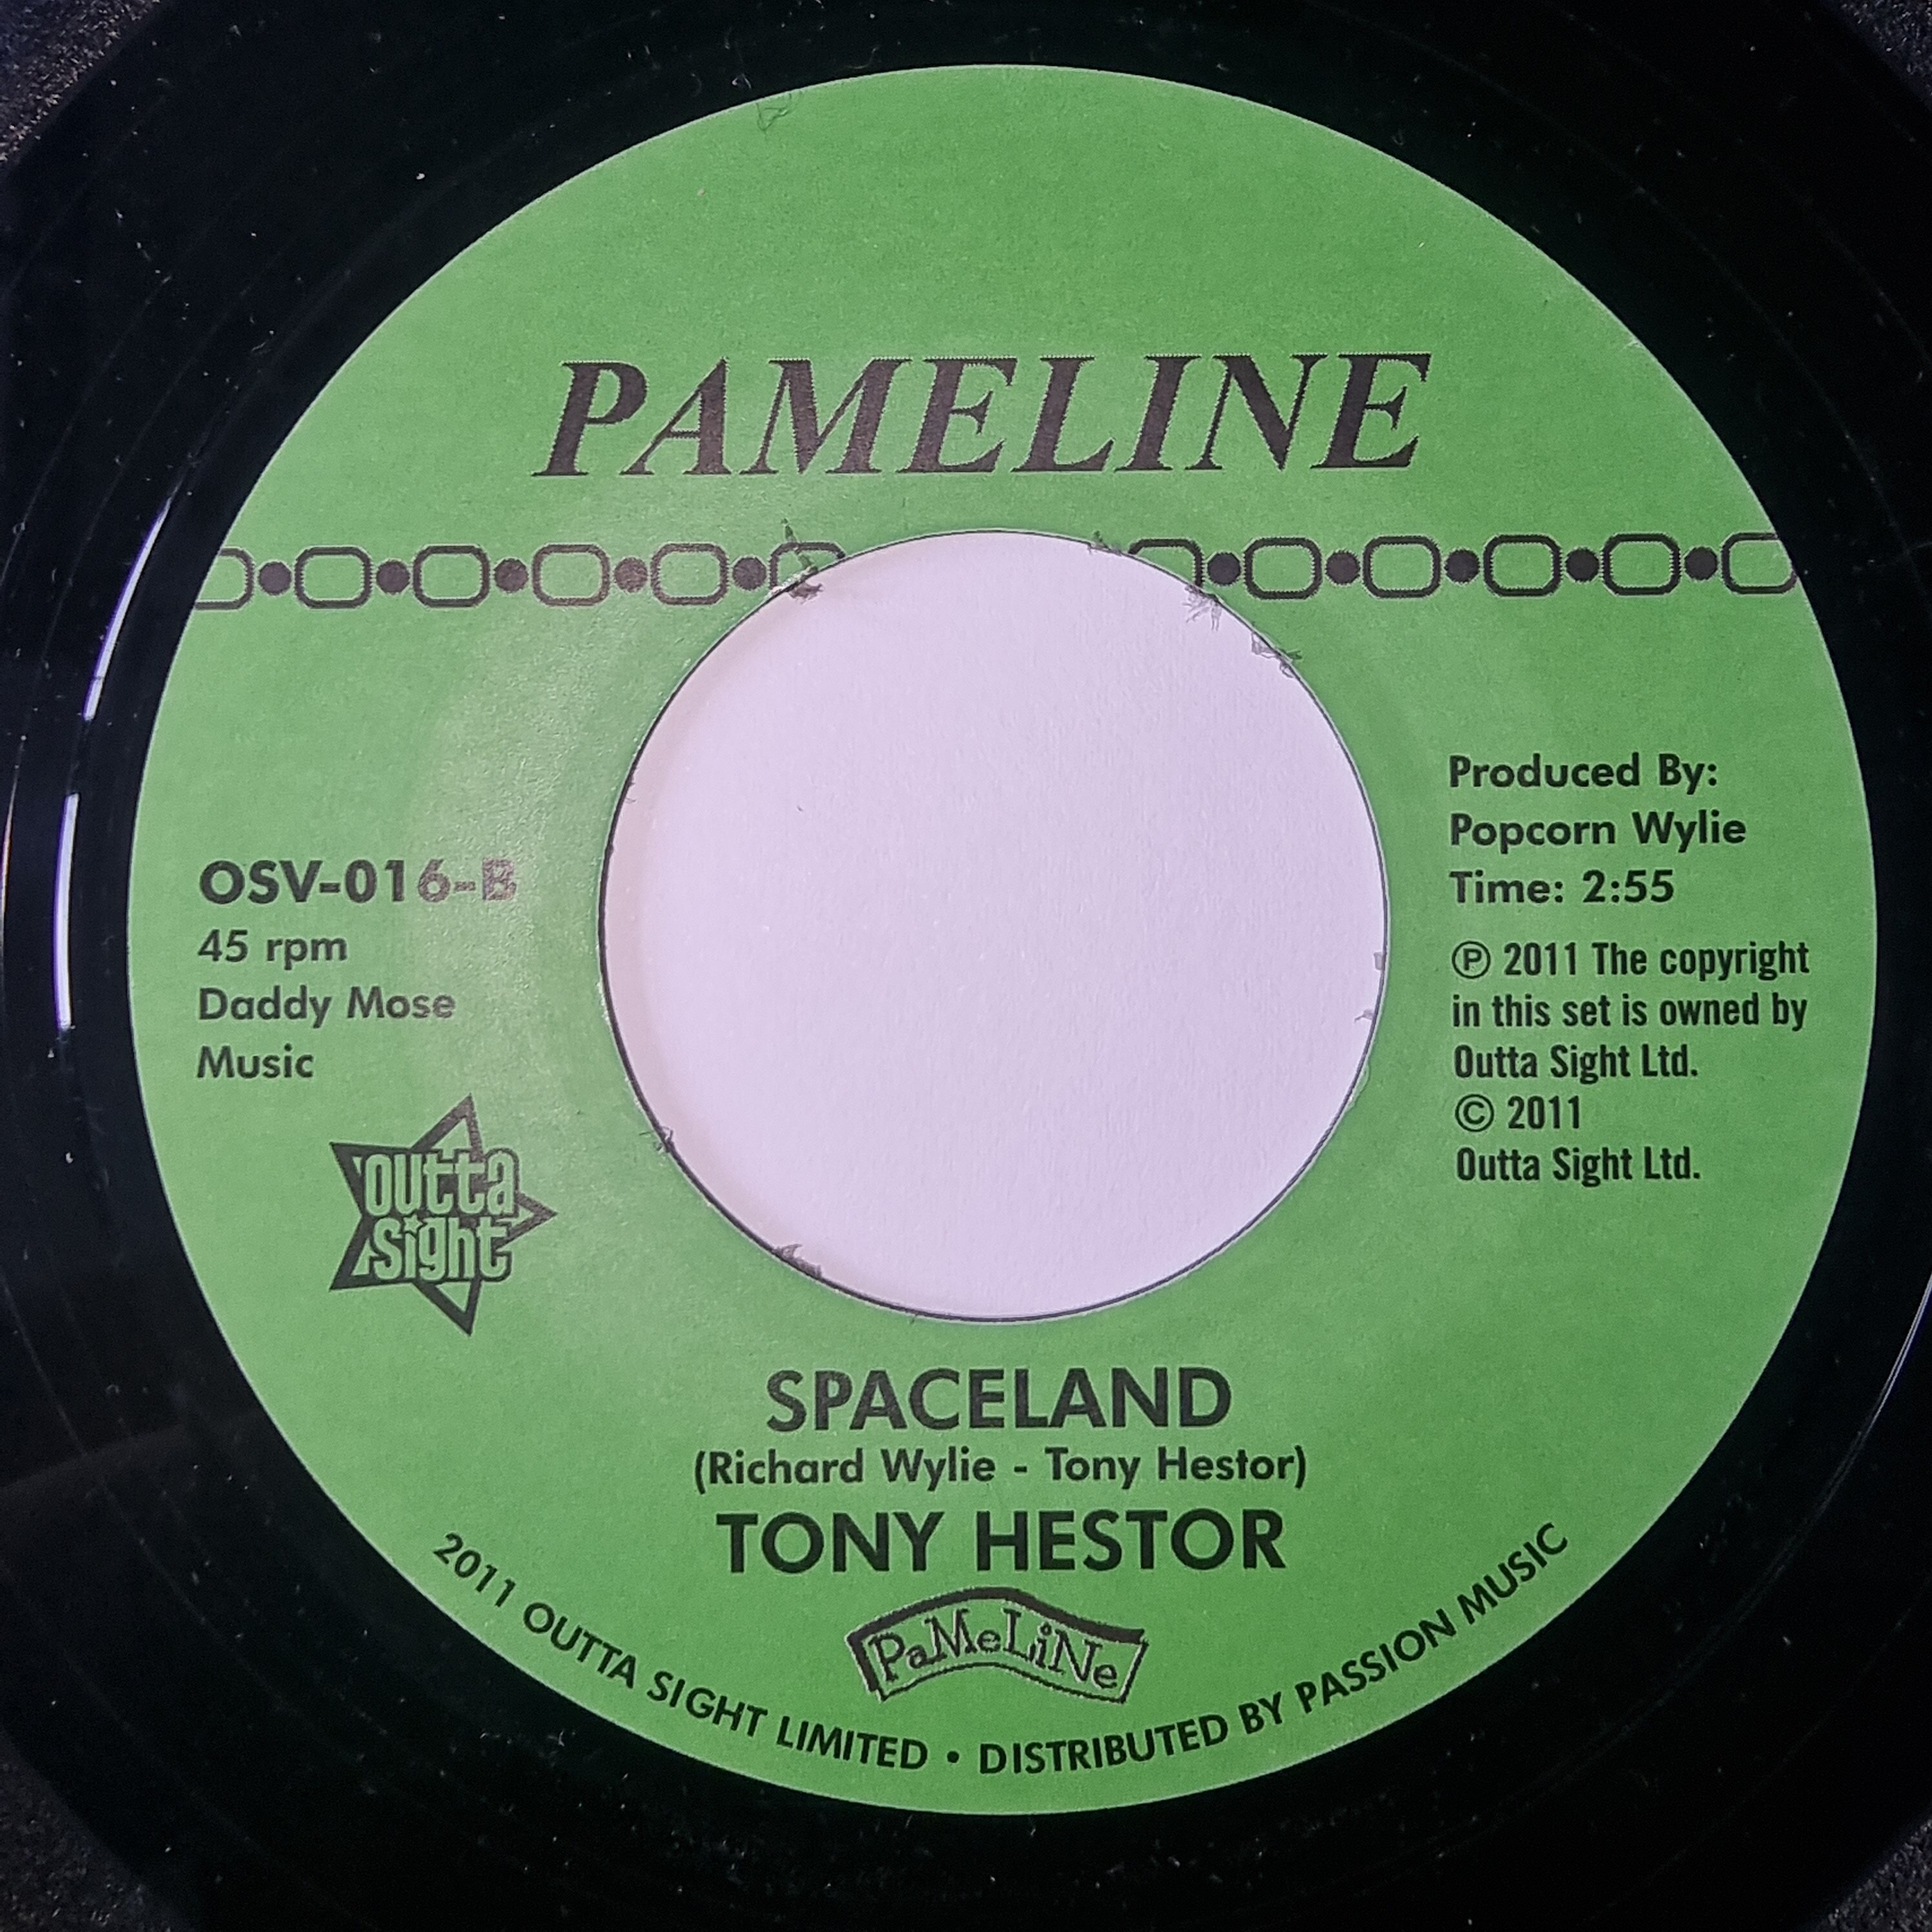 PAMELINE
OSV-016-B
45 rpm
Daddy Mose
Music
outta
sight
Produced By:
Popcorn Wylie
Time: 2:55
℗ 2011 The copyright
in this set is owned by
Outta Sight Ltd.
© 2011
Outta Sight Ltd.
SPACELAND
(Richard Wylie - Tony Hestor)
TONY HESTOR
PaMeLiNe
2011 OUTTA SIGHT LIMITED • DISTRIBUTED BY PASSION MUSIC